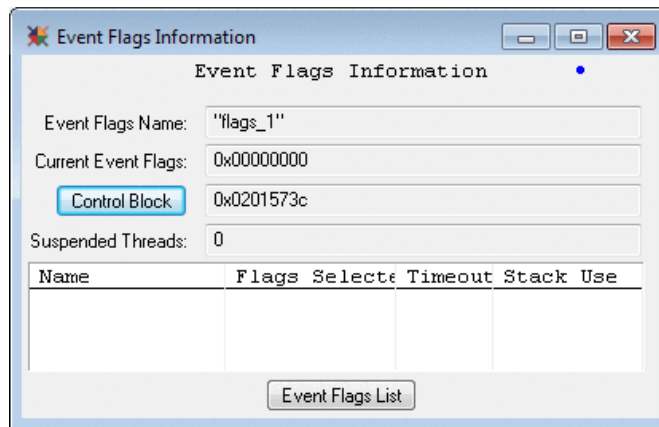 Event Flags Information
Event Flags Information
Event Flags Name: "flags_1"
Current Event Flags: 0x00000000
Control Block 0x0201573c
Suspended Threads: 0
Name Flags Selecte Timeout Stack Use
Event Flags List